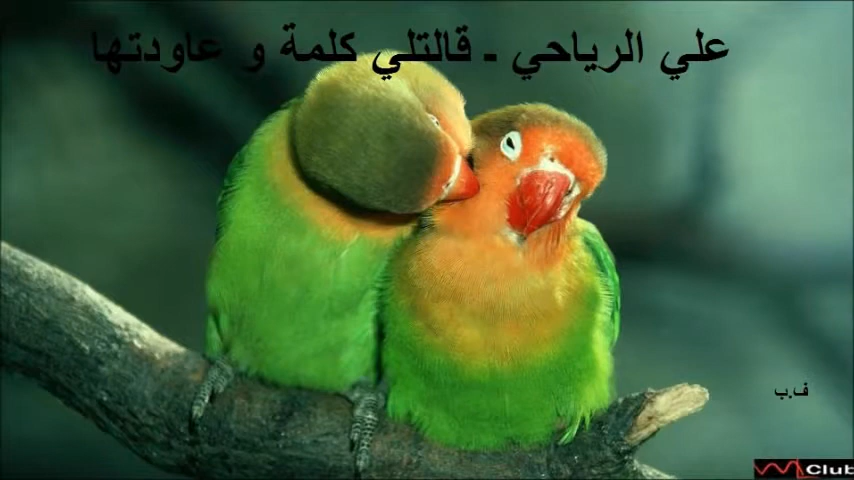 علي الرياحي - قالتلي كلمة و عاودتها
ف.ب
Club